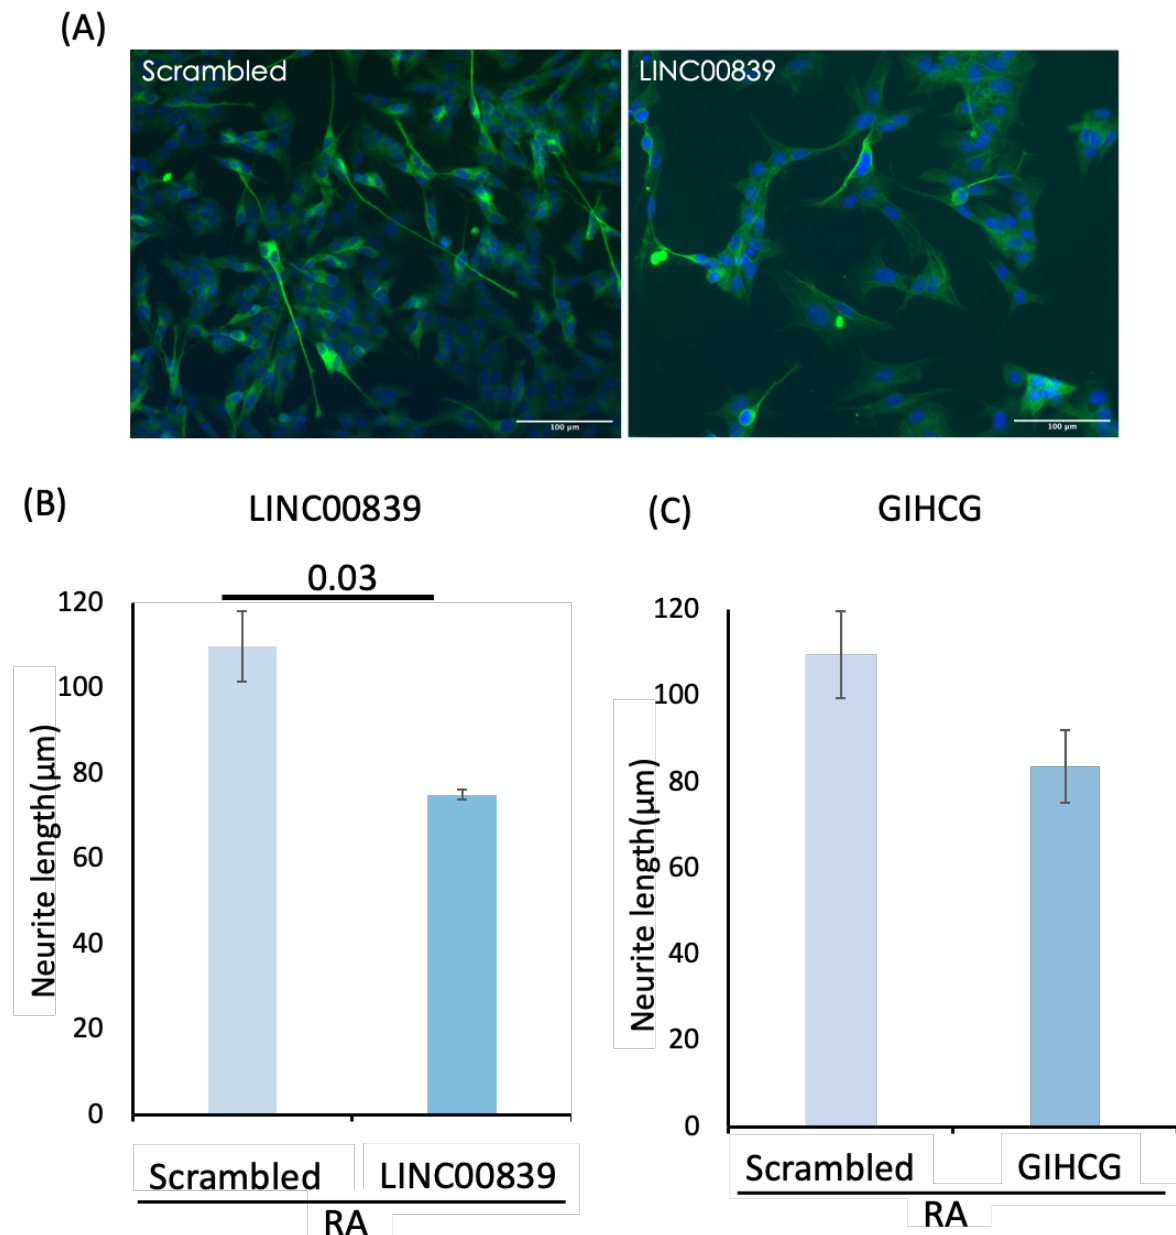 (A)
Scrambled
LINC00839
100 µm
100 µm
(B)
LINC00839
0.03
Neurite length(µm)
120
100
80
60
40
20
0
Scrambled
LINC00839
RA
(C)
GIHCG
Neurite length(µm)
120
100
80
60
40
20
0
Scrambled
GIHCG
RA